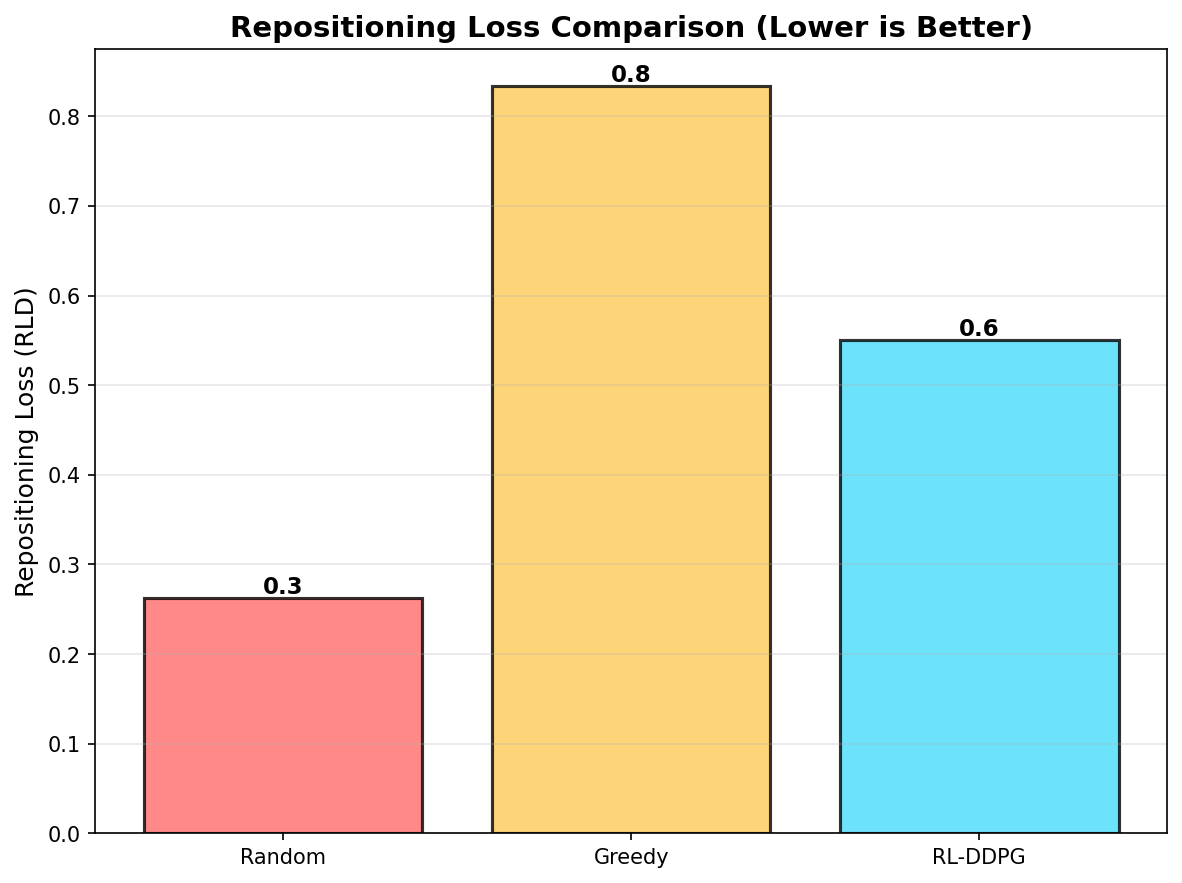 Repositioning Loss Comparison (Lower is Better)
Repositioning Loss (RLD)
0.8
0.7
0.6
0.5
0.4
0.3
0.2
0.1
0.0
0.3
0.8
0.6
Random
Greedy
RL-DDPG